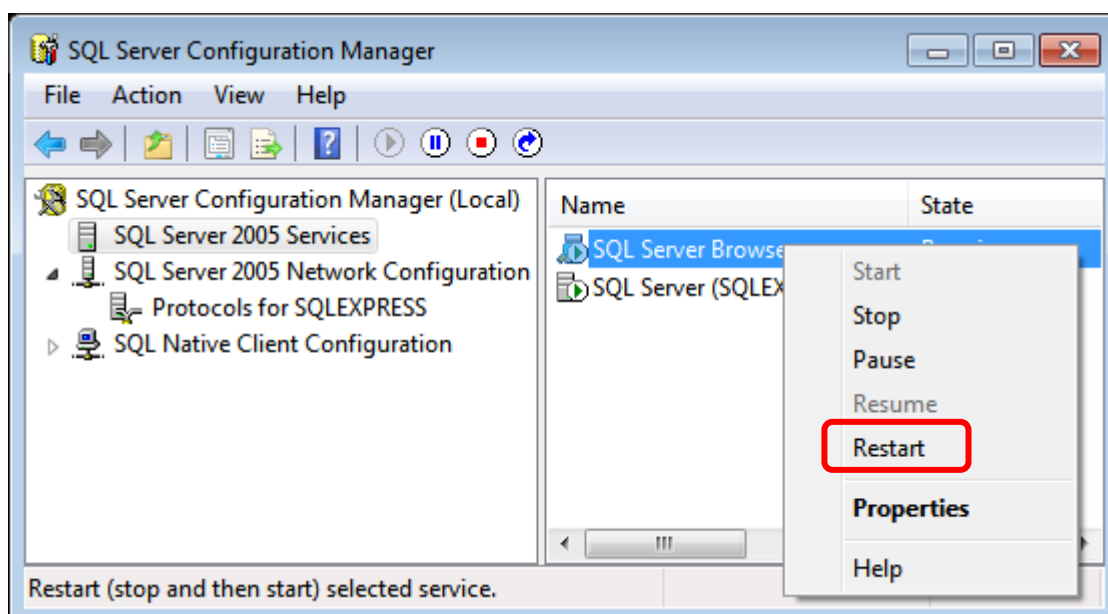 SQL Server Configuration Manager
File Action View Help
SQL Server Configuration Manager (Local)
SQL Server 2005 Services
SQL Server 2005 Network Configuration
Protocols for SQLEXPRESS
SQL Native Client Configuration
Name State
SQL Server Browse
SQL Server (SQLEX
Start
Stop
Pause
Resume
Restart
Properties
Help
Restart (stop and then start) selected service.